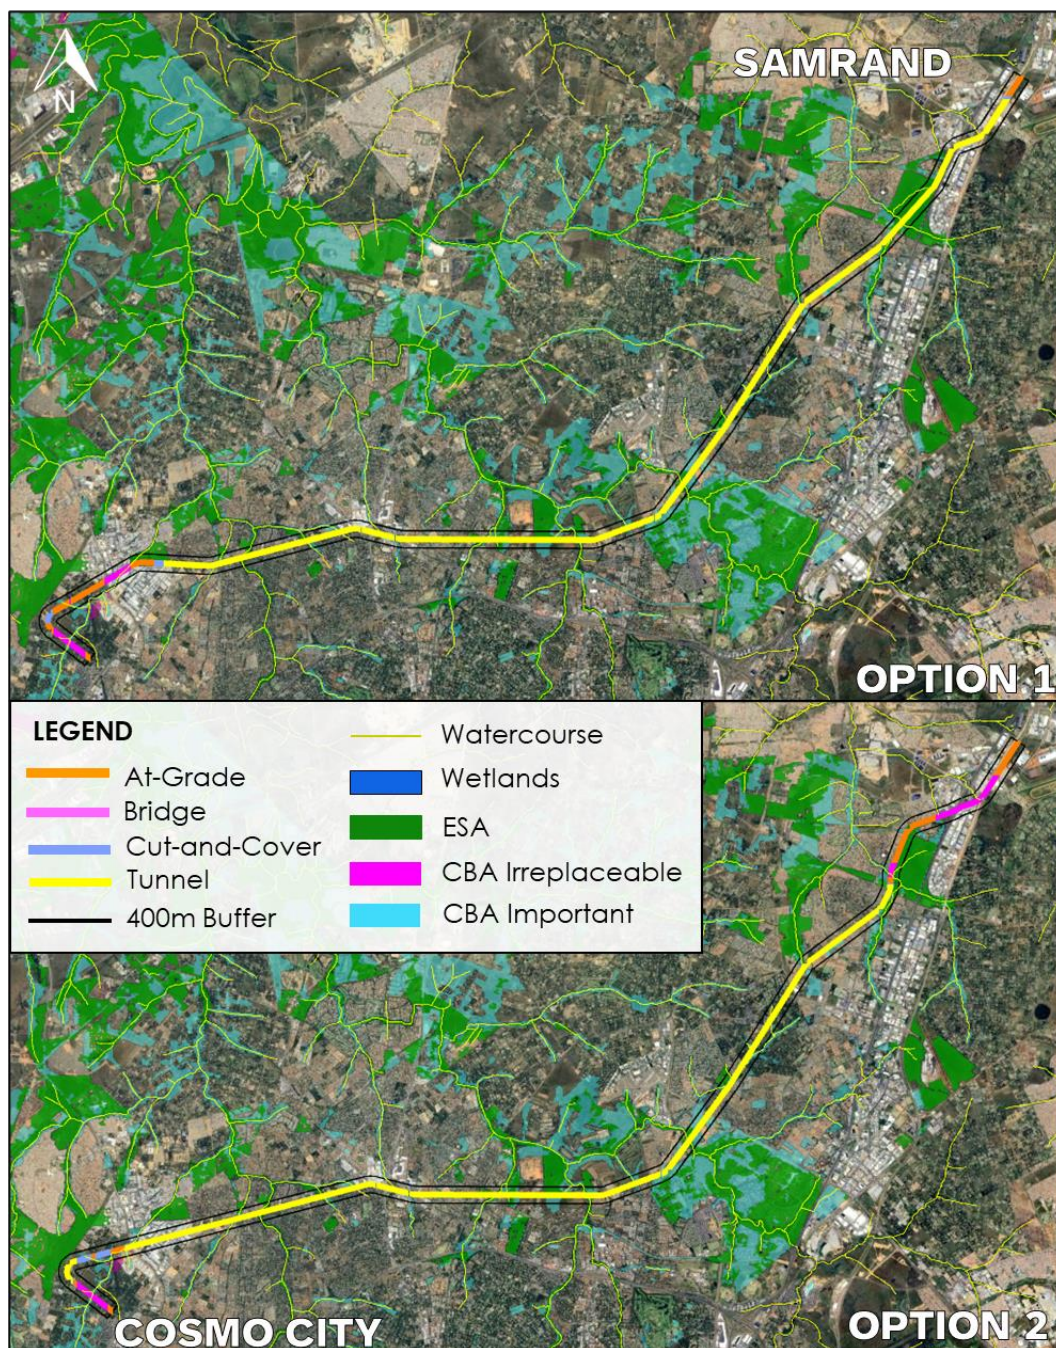 SAMRAND
N
OPTION 1
LEGEND
At-Grade
Bridge
Cut-and-Cover
Tunnel
400m Buffer
Watercourse
Wetlands
ESA
CBA Irreplaceable
CBA Important
COSMO CITY
OPTION 2